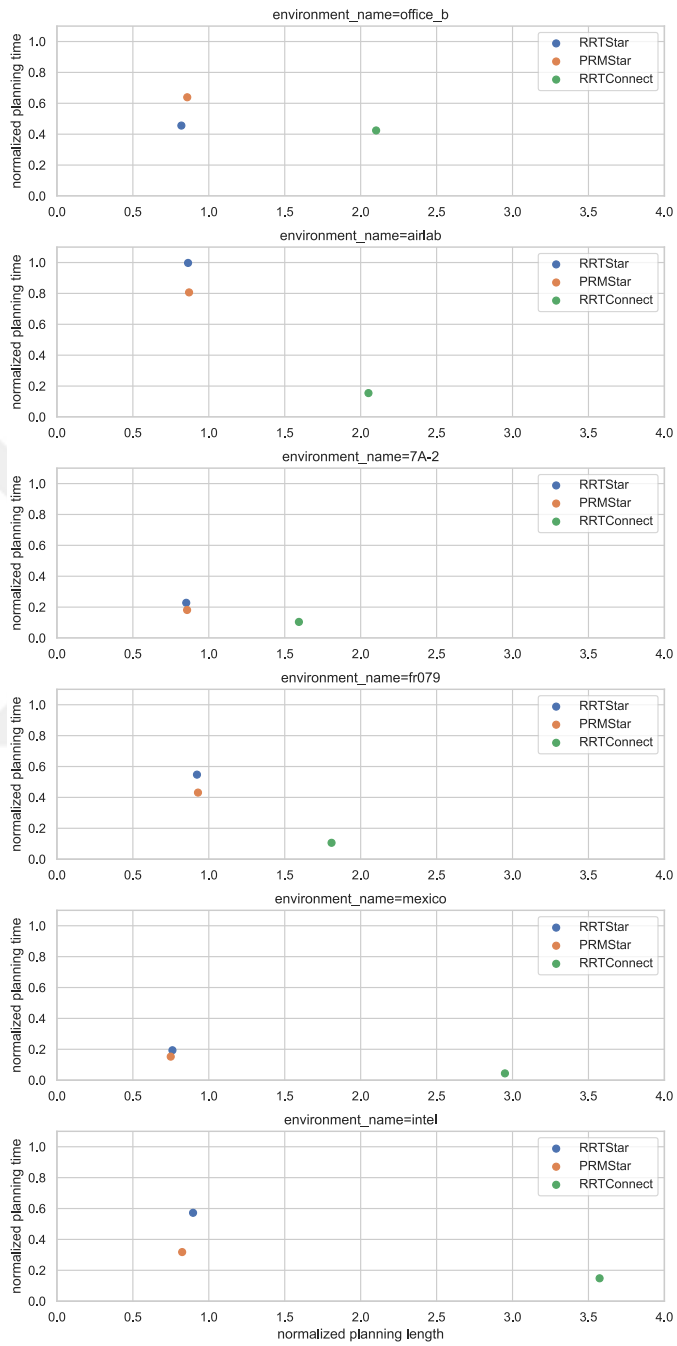 environment_name=office_b
normalized planning time
1.0
0.8
0.6
0.4
0.2
0.0
RRTStar
PRMStar
RRTConnect
0.0 0.5 1.0 1.5 2.0 2.5 3.0 3.5 4.0
environment_name=airlab
normalized planning time
1.0
0.8
0.6
0.4
0.2
0.0
RRTStar
PRMStar
RRTConnect
0.0 0.5 1.0 1.5 2.0 2.5 3.0 3.5 4.0
environment_name=7A-2
normalized planning time
1.0
0.8
0.6
0.4
0.2
0.0
RRTStar
PRMStar
RRTConnect
0.0 0.5 1.0 1.5 2.0 2.5 3.0 3.5 4.0
environment_name=fr079
normalized planning time
1.0
0.8
0.6
0.4
0.2
0.0
RRTStar
PRMStar
RRTConnect
0.0 0.5 1.0 1.5 2.0 2.5 3.0 3.5 4.0
environment_name=mexico
normalized planning time
1.0
0.8
0.6
0.4
0.2
0.0
RRTStar
PRMStar
RRTConnect
0.0 0.5 1.0 1.5 2.0 2.5 3.0 3.5 4.0
environment_name=intel
normalized planning time
1.0
0.8
0.6
0.4
0.2
0.0
RRTStar
PRMStar
RRTConnect
0.0 0.5 1.0 1.5 2.0 2.5 3.0 3.5 4.0
normalized planning length